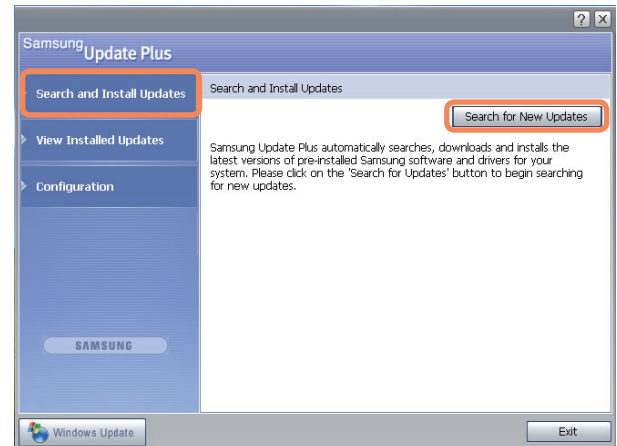 Samsung Update Plus
Search and Install Updates
View Installed Updates
Configuration
SAMSUNG
Search and Install Updates
Search for New Updates
Samsung Update Plus automatically searches, downloads and installs the
latest versions of pre-installed Samsung software and drivers for your
system. Please click on the 'Search for Updates' button to begin searching
for new updates.
Windows Update
Exit